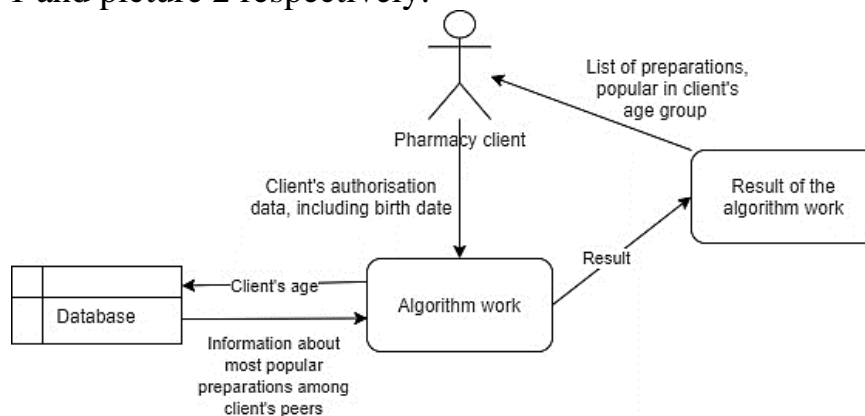 1 and picture 2 respectively.
List of preparations,
popular in client's
age group
Pharmacy client
Client's authorisation
data, including birth date
Result of the
algorithm work
Result
Client's age
Algorithm work
Database
Information about
most popular
preparations among
client's peers